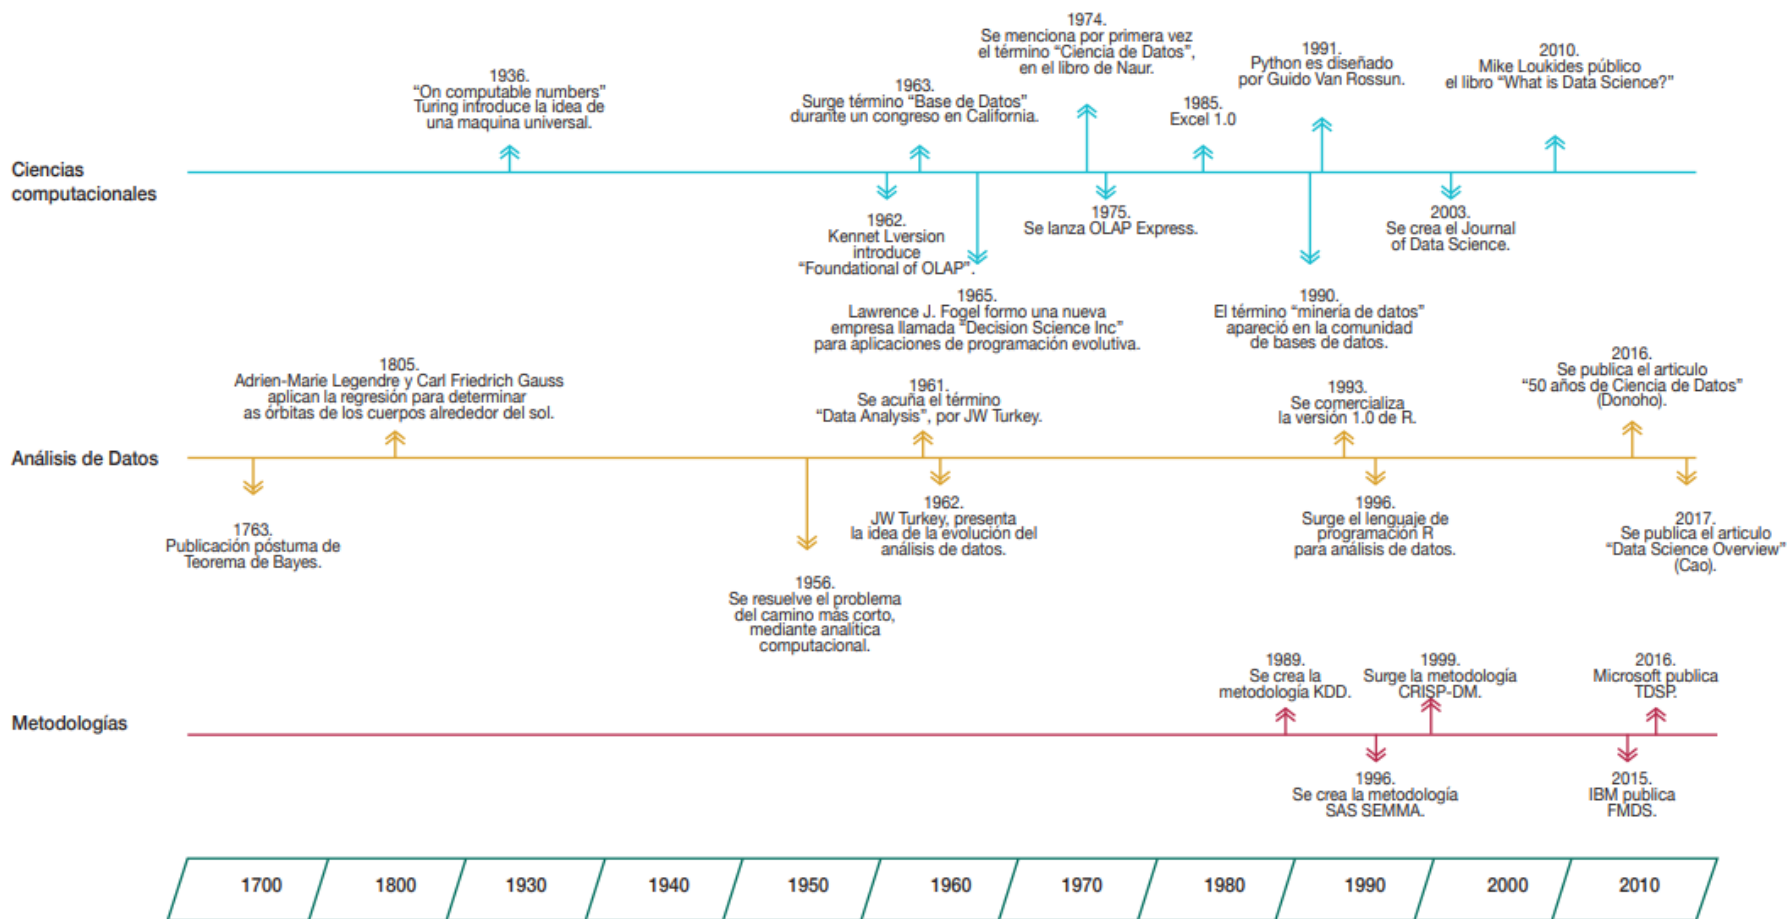 1936.
“On computable numbers”
Turing introduce la idea de
una maquina universal.
1963.
Surge término “Base de Datos”
durante un congreso en California.
1974.
Se menciona por primera vez
el término “Ciencia de Datos”,
en el libro de Naur.
1985.
Excel 1.0
1991.
Python es diseñado
por Guido Van Rossun.
2010.
Mike Loukides público
el libro “What is Data Science?”
Ciencias
computacionales
1962.
Kennet Lversion
introduce
“Foundational of OLAP”.
1965.
Lawrence J. Fogel formo una nueva
empresa llamada “Decision Science Inc”
para aplicaciones de programación evolutiva.
1975.
Se lanza OLAP Express.
1990.
El término “minería de datos”
apareció en la comunidad
de bases de datos.
2003.
Se crea el Journal
of Data Science.
1805.
Adrien-Marie Legendre y Carl Friedrich Gauss
aplican la regresión para determinar
as órbitas de los cuerpos alrededor del sol.
1961.
Se acuña el término
“Data Analysis”, por JW Turkey.
1993.
Se comercializa
la versión 1.0 de R.
2016.
Se publica el articulo
“50 años de Ciencia de Datos”
(Donoho).
Análisis de Datos
1763.
Publicación póstuma de
Teorema de Bayes.
1956.
Se resuelve el problema
del camino más corto,
mediante analítica
computacional.
1962.
JW Turkey, presenta
la idea de la evolución del
análisis de datos.
1996.
Surge el lenguaje de
programación R
para análisis de datos.
2017.
Se publica el articulo
“Data Science Overview”
(Cao).
1989.
Se crea la
metodología KDD.
1999.
Surge la metodología
CRISP-DM.
2016.
Microsoft publica
TDSP.
Metodologías
1996.
Se crea la metodología
SAS SEMMA.
2015.
IBM publica
FMDS.
1700
1800
1930
1940
1950
1960
1970
1980
1990
2000
2010